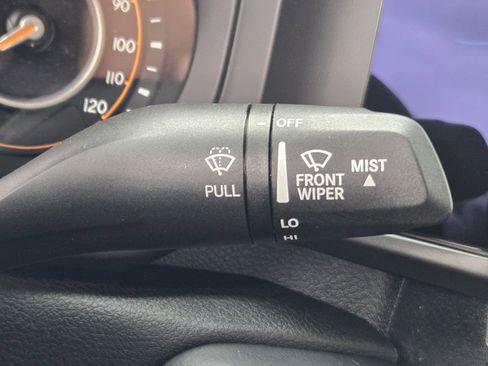 90
100
110
120
- OFF
PULL
FRONT
WIPER
MIST
LO
HI